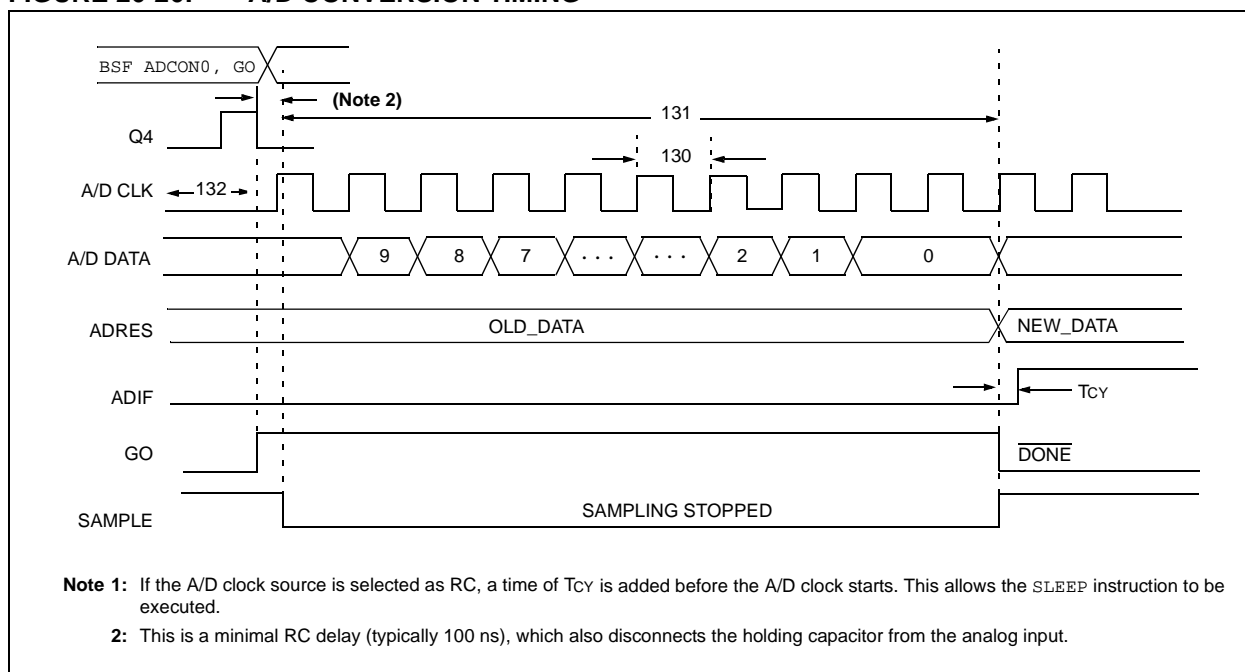 BSF ADCON0, GO
(Note 2)
131
Q4
130
A/D CLK
132
A/D DATA
9 8 7 · · · · · · 2 1 0
ADRES
OLD_DATA
NEW_DATA
ADIF
TCY
GO
DONE
SAMPLE
SAMPLING STOPPED
Note 1: If the A/D clock source is selected as RC, a time of TCY is added before the A/D clock starts. This allows the SLEEP instruction to be
executed.
2: This is a minimal RC delay (typically 100 ns), which also disconnects the holding capacitor from the analog input.